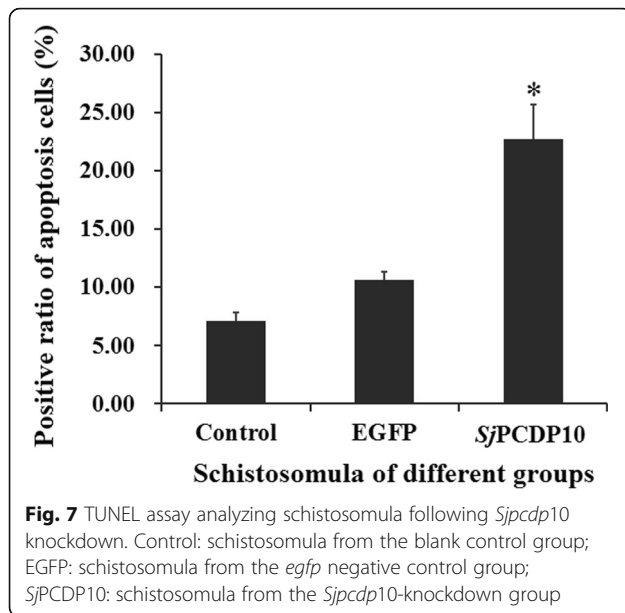 Positive ratio of apoptosis cells (%)
30.00
25.00
20.00
15.00
10.00
5.00
0.00
*
Control EGFP SjPCDP10
Schistosomula of different groups
Fig. 7 TUNEL assay analyzing schistosomula following Sjpcdp10
knockdown. Control: schistosomula from the blank control group;
EGFP: schistosomula from the egfp negative control group;
SjPCDP10: schistosomula from the Sjpcdp10-knockdown group